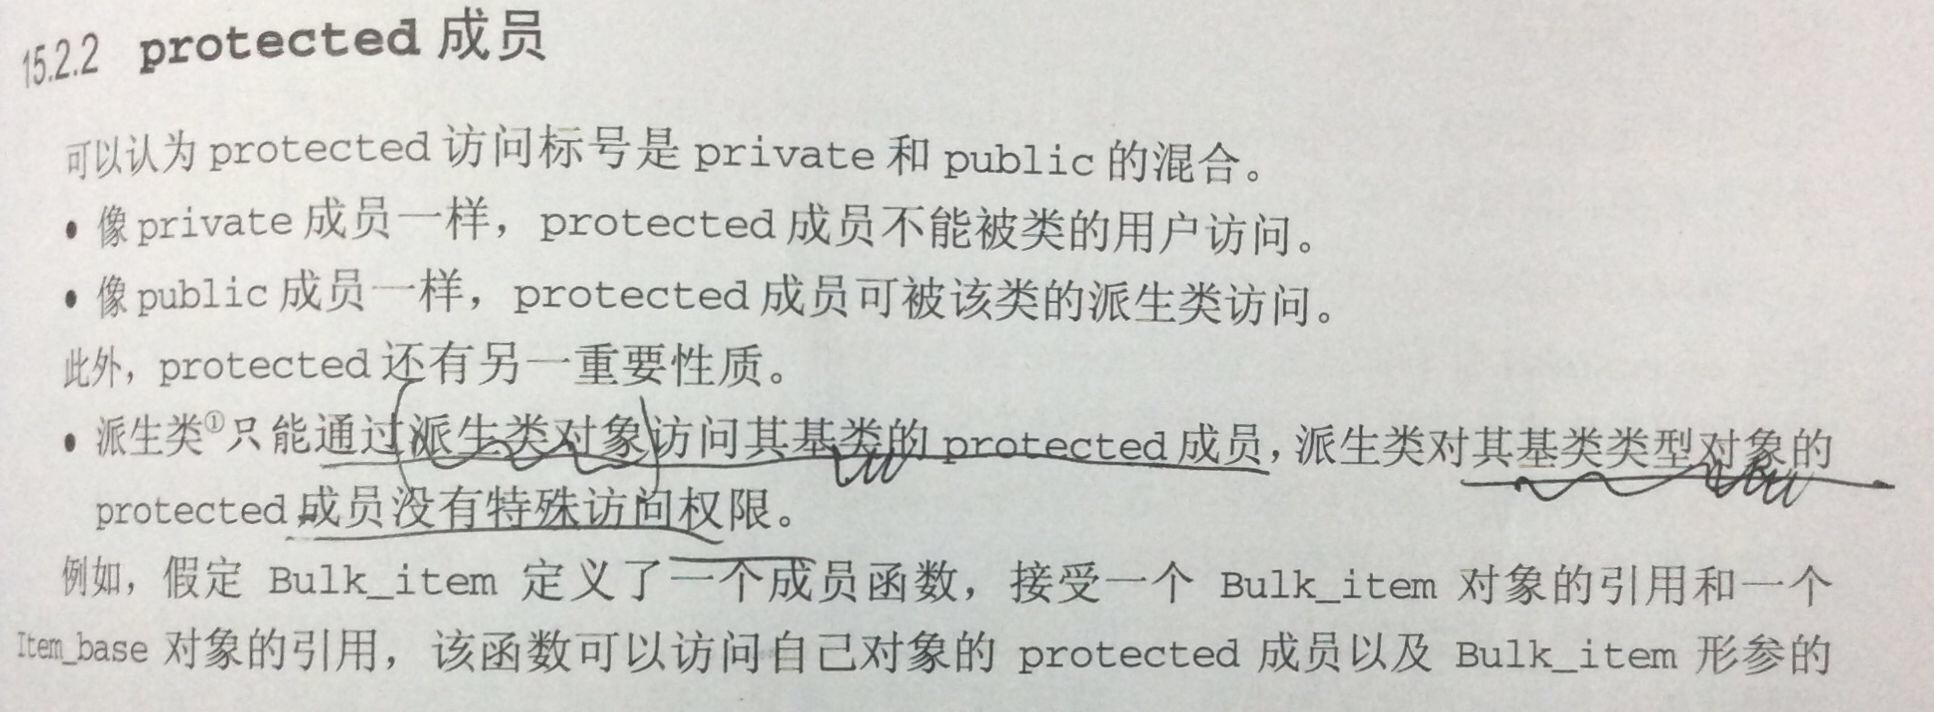 15.2.2 protected 成员
可以认为 protected 访问标号是 private 和 public 的混合。
• 像 private 成员一样，protected 成员不能被类的用户访问。
• 像 public 成员一样，protected 成员可被该类的派生类访问。
此外，protected 还有另一重要性质。
• 派生类①只能通过派生类对象访问其基类的 protected 成员，派生类对其基类类型对象的
protected 成员没有特殊访问权限。
例如，假定 Bulk_item 定义了一个成员函数，接受一个 Bulk_item 对象的引用和一个
Item_base 对象的引用，该函数可以访问自己对象的 protected 成员以及 Bulk_item 形参的